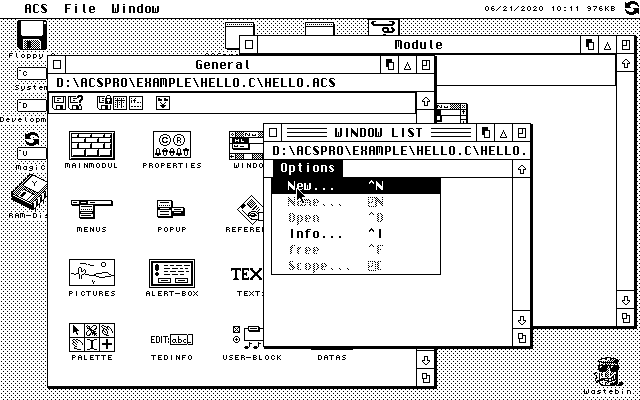 ACS File Window 06/21/2020 10:11 976KB
Floppy
C
System
D
U
Magic
RAM-Dis
Module
General
D:\ACSPRO\EXAMPLE\HELLO.C\HELLO.ACS
MAINMODUL PROPERTIES WINDO
MENUS POPUP REFERE
PICTURES ALERT-BOX TEXT
PALETTE TEDINFO USER-BLOCK DATAS
TEX
EDIT:abc
WINDOW LIST
D:\ACSPRO\EXAMPLE\HELLO.C\HELLO.
Options
New... ^N
Name... N
Open ^O
Info... ^I
free ^F
Scope... C
Wastebin